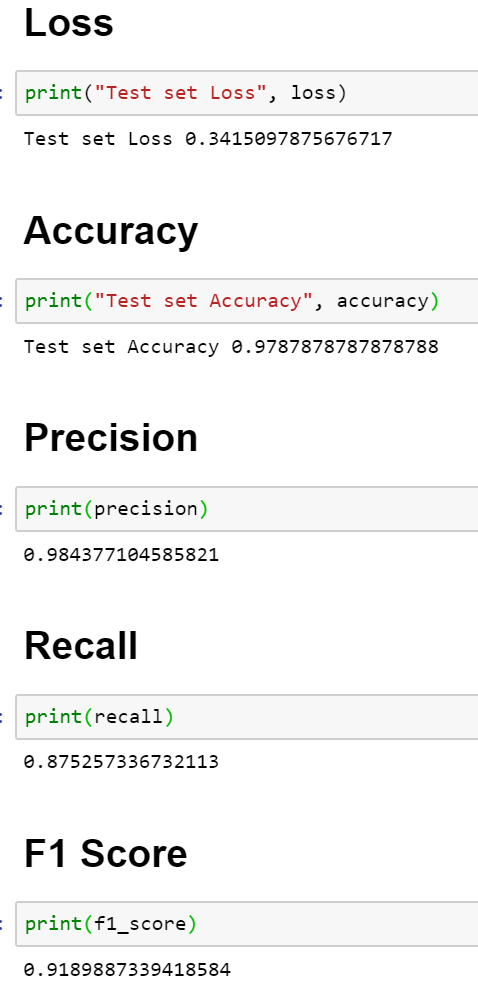 Loss
: print("Test set Loss", loss)
Test set Loss 0.3415097875676717
Accuracy
: print("Test set Accuracy", accuracy)
Test set Accuracy 0.9787878787878788
Precision
: print(precision)
0.984377104585821
Recall
: print(recall)
0.875257336732113
F1 Score
: print(f1_score)
0.9189887339418584